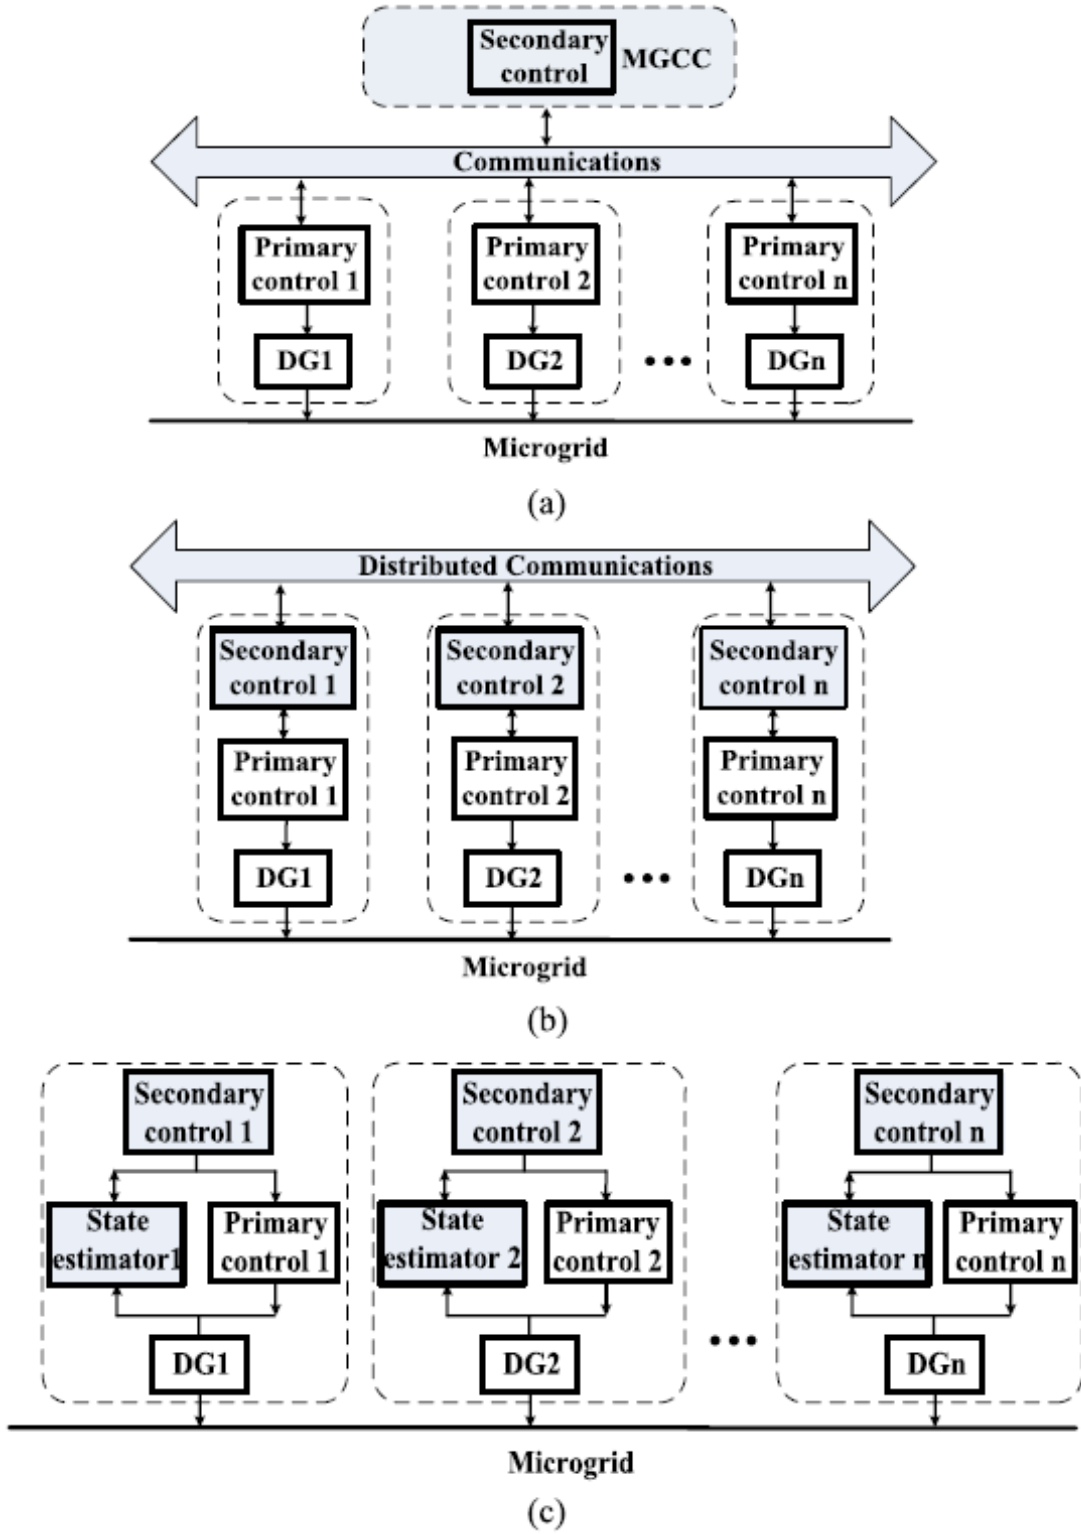 Secondary
control
MGCC
Communications
Primary
control 1
Primary
control 2
Primary
control n
DG1
DG2
DGn
Microgrid
(a)
Distributed Communications
Secondary
control 1
Secondary
control 2
Secondary
control n
Primary
control 1
Primary
control 2
Primary
control n
DG1
DG2
DGn
Microgrid
(b)
Secondary
control 1
Secondary
control 2
Secondary
control n
State
estimator1
Primary
control 1
State
estimator 2
Primary
control 2
State
estimator n
Primary
control n
DG1
DG2
DGn
Microgrid
(c)